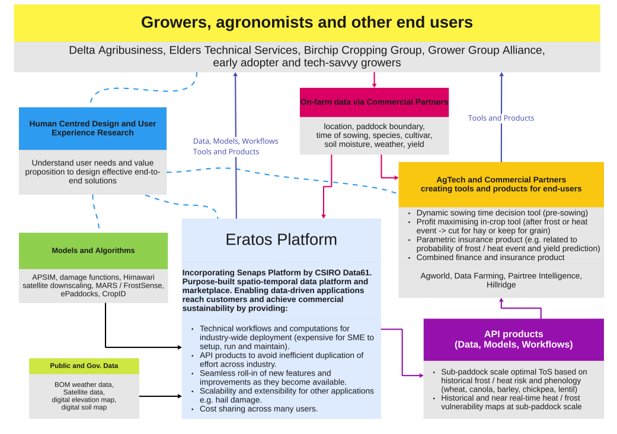 Growers, agronomists and other end users
Delta Agribusiness, Elders Technical Services, Birchip Cropping Group, Grower Group Alliance,
early adopter and tech-savvy growers
Human Centred Design and User
Experience Research
Understand user needs and value
proposition to design effective end-to-
end solutions
Data, Models, Workflows
Tools and Products
On-farm data via Commercial Partners
location, paddock boundary,
time of sowing, species, cultivar,
soil moisture, weather, yield
Tools and Products
AgTech and Commercial Partners
creating tools and products for end-users
• Dynamic sowing time decision tool (pre-sowing)
• Profit maximising in-crop tool (after frost or heat
event -> cut for hay or keep for grain)
• Parametric insurance product (e.g. related to
probability of frost / heat event and yield prediction)
• Combined finance and insurance product
Agworld, Data Farming, Pairtree Intelligence,
Hillridge
Models and Algorithms
APSIM, damage functions, Himawari
satellite downscaling, MARS / FrostSense,
ePaddocks, CropID
Eratos Platform
Incorporating Senaps Platform by CSIRO Data61.
Purpose-built spatio-temporal data platform and
marketplace. Enabling data-driven applications
reach customers and achieve commercial
sustainability by providing:
• Technical workflows and computations for
industry-wide deployment (expensive for SME to
setup, run and maintain).
• API products to avoid inefficient duplication of
effort across industry.
• Seamless roll-in of new features and
improvements as they become available.
• Scalability and extensibility for other applications
e.g. hail damage.
• Cost sharing across many users.
Public and Gov. Data
BOM weather data,
Satellite data,
digital elevation map,
digital soil map
API products
(Data, Models, Workflows)
• Sub-paddock scale optimal ToS based on
historical frost / heat risk and phenology
(wheat, canola, barley, chickpea, lentil)
• Historical and near real-time heat / frost
vulnerability maps at sub-paddock scale